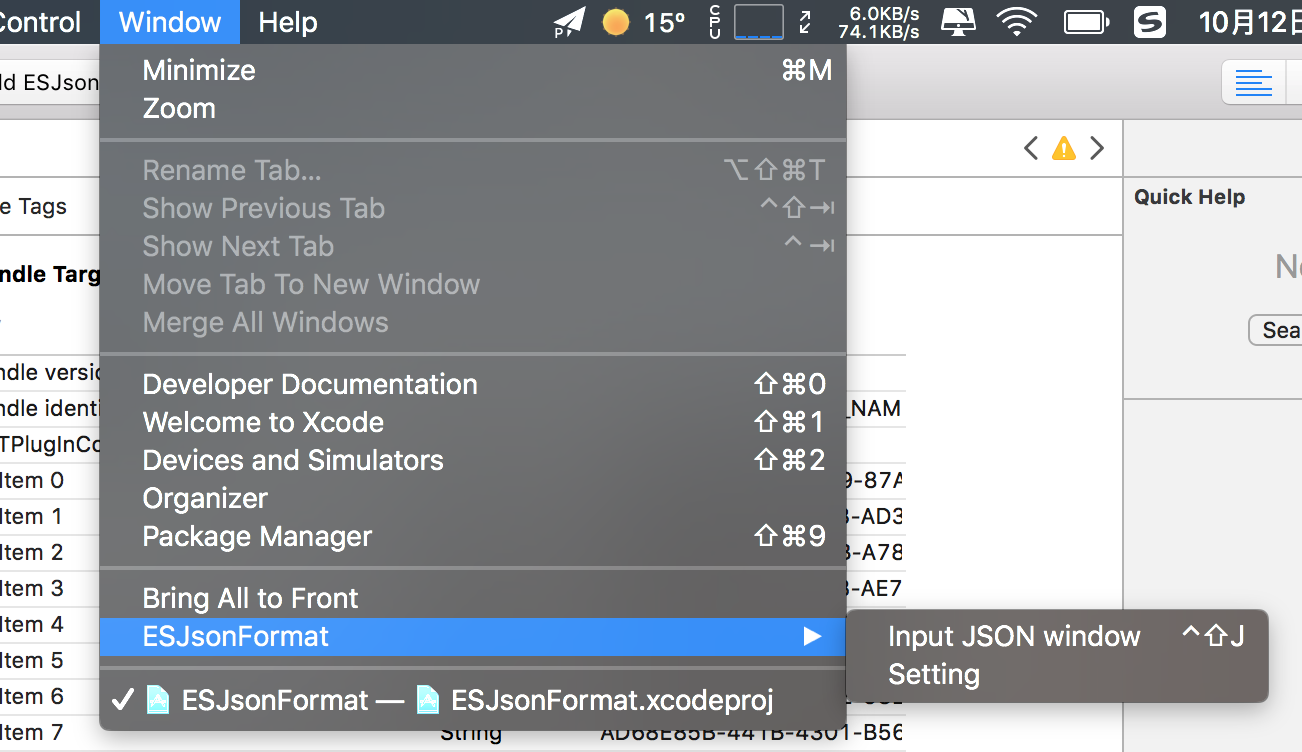 Control Window Help P 15° CPU 6.0KB/s 74.1KB/s S 10月12日
ld ESJson
Minimize ⌘M
Zoom
Rename Tab... ⌥⇧⌘T
e Tags
Show Previous Tab ^⇧⇥
Quick Help
Show Next Tab ^⇥
ndle Targ
Move Tab To New Window
Merge All Windows
Sea
ndle versio
Developer Documentation ⇧⌘0
ndle identi
_NAM
Welcome to Xcode ⇧⌘1
TPlugInCo
Devices and Simulators ⇧⌘2
Item 0
9-87A
Organizer
Item 1
-AD3
Package Manager ⇧⌘9
Item 2
-A78
Item 3
-AE7
Bring All to Front
Item 4
ESJsonFormat ▶
Input JSON window ^⇧J
Item 5
Setting
Item 6
✓ ESJsonFormat — ESJsonFormat.xcodeproj
Item 7 String AD68E85B-441B-4301-B56